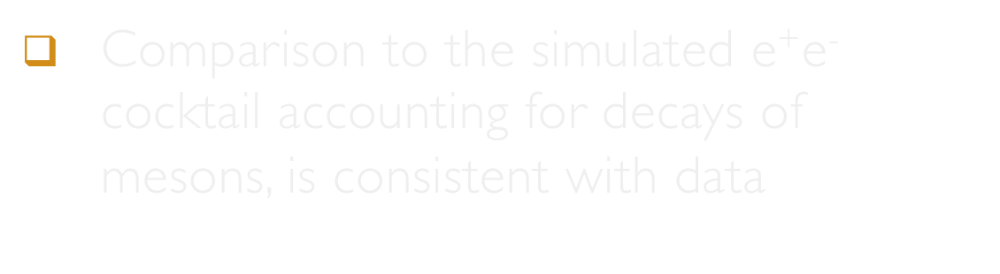 ❑ Comparison to the simulated e⁺e⁻
cocktail accounting for decays of
mesons, is consistent with data